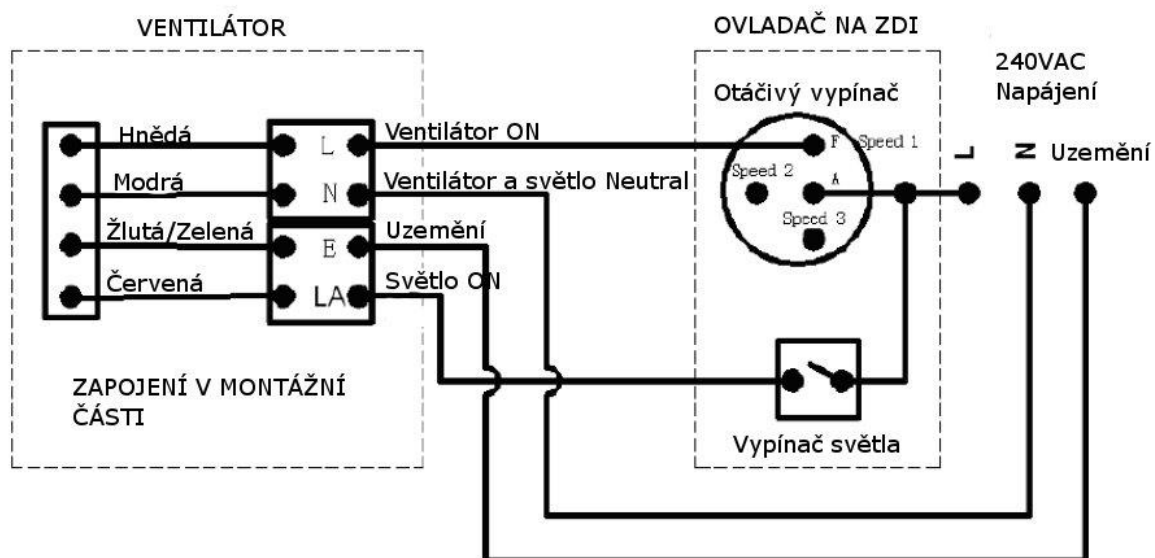 VENTILÁTOR
OVLADAČ NA ZDI
240VAC
Napájení
Otáčivý vypínač
Hnědá
L
Ventilátor ON
F
Speed 1
L
N
Uzemění
Modrá
N
Ventilátor a světlo Neutral
Speed 2
A
Žlutá/Zelená
E
Uzemění
Speed 3
Červená
LA
Světlo ON
ZAPOJENÍ V MONTÁŽNÍ
ČÁSTI
Vypínač světla